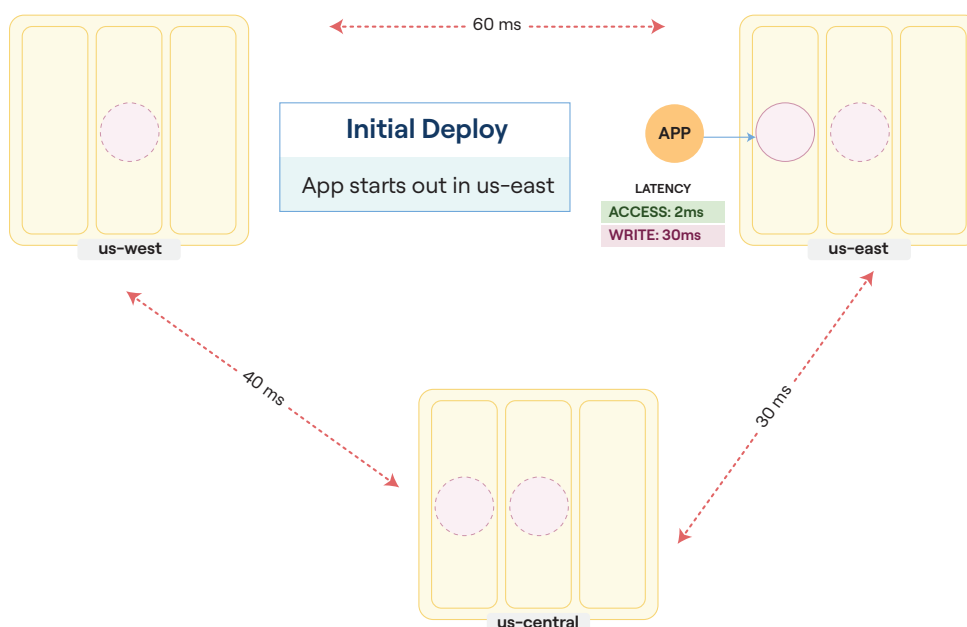 60 ms
Initial Deploy
App starts out in us-east
APP
LATENCY
ACCESS: 2ms
WRITE: 30ms
us-west
us-east
40 ms
30 ms
us-central